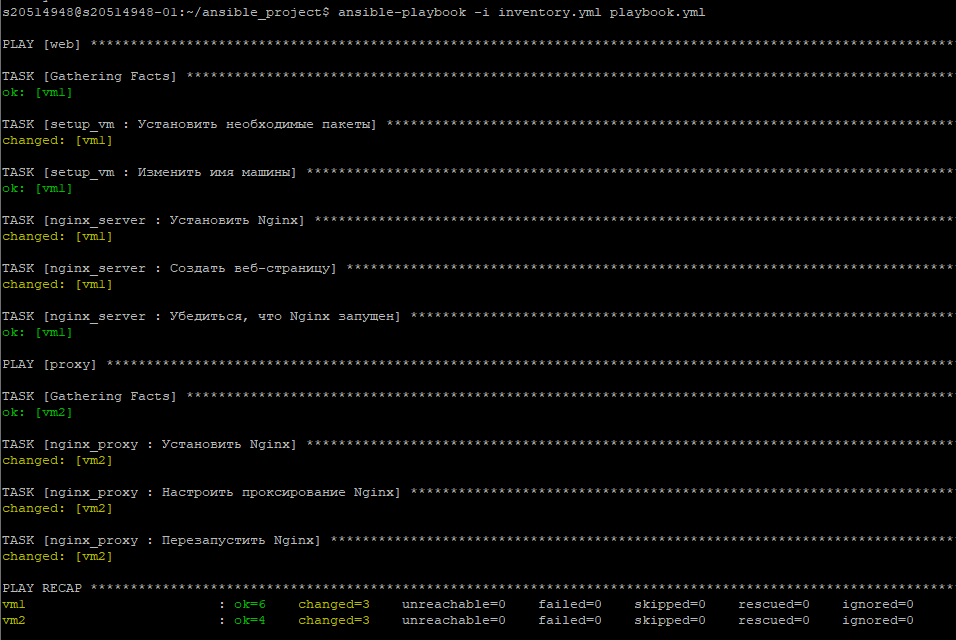 s20514948@s20514948-01:~/ansible_project$ ansible-playbook -i inventory.yml playbook.yml
PLAY [web] ************************************************************************************************************
TASK [Gathering Facts] ************************************************************************************************
ok: [vm1]
TASK [setup_vm : Установить необходимые пакеты] ***********************************************************************
changed: [vm1]
TASK [setup_vm : Изменить имя машины] *********************************************************************************
ok: [vm1]
TASK [nginx_server : Установить Nginx] ********************************************************************************
changed: [vm1]
TASK [nginx_server : Создать веб-страницу] ****************************************************************************
changed: [vm1]
TASK [nginx_server : Убедиться, что Nginx запущен] ********************************************************************
ok: [vm1]
PLAY [proxy] **********************************************************************************************************
TASK [Gathering Facts] ************************************************************************************************
ok: [vm2]
TASK [nginx_proxy : Установить Nginx] *********************************************************************************
changed: [vm2]
TASK [nginx_proxy : Настроить проксирование Nginx] ********************************************************************
changed: [vm2]
TASK [nginx_proxy : Перезапустить Nginx] ******************************************************************************
changed: [vm2]
PLAY RECAP ************************************************************************************************************
vm1                        : ok=6    changed=3    unreachable=0    failed=0    skipped=0    rescued=0    ignored=0
vm2                        : ok=4    changed=3    unreachable=0    failed=0    skipped=0    rescued=0    ignored=0